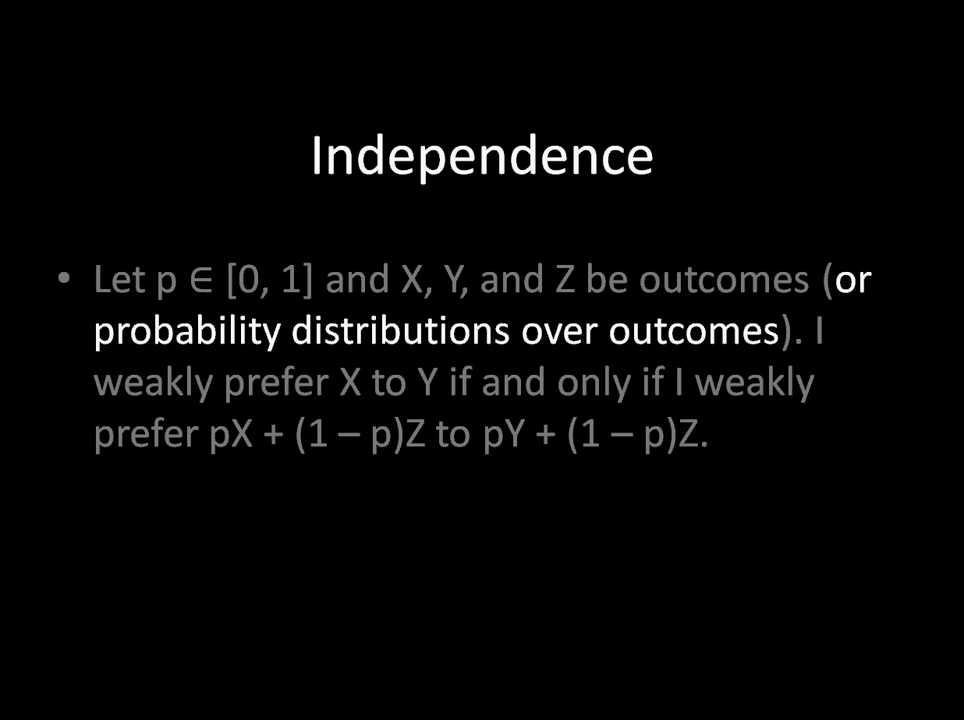 Independence
• Let p ∈ [0, 1] and X, Y, and Z be outcomes (or
probability distributions over outcomes). I
weakly prefer X to Y if and only if I weakly
prefer pX + (1 – p)Z to pY + (1 – p)Z.